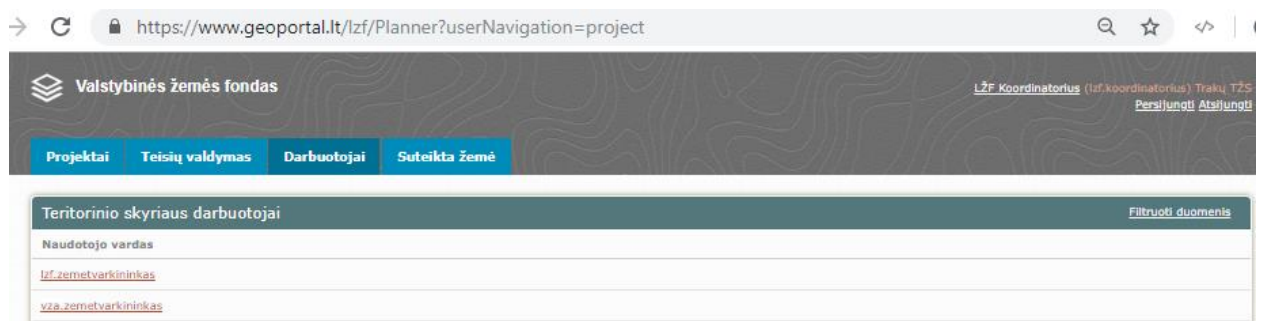 https://www.geoportal.lt/lzf/Planner?userNavigation=project
Valstybinės žemės fondas
LŽF Koordinatorius (lzf.koordinatorius) Trakų TŽS
Persijungti Atsijungti
Projektai Teisių valdymas Darbuotojai Suteikta žemė
Teritorinio skyriaus darbuotojai Filtruoti duomenis
Naudotojo vardas
lzf.zemetvarkininkas
vza.zemetvarkininkas